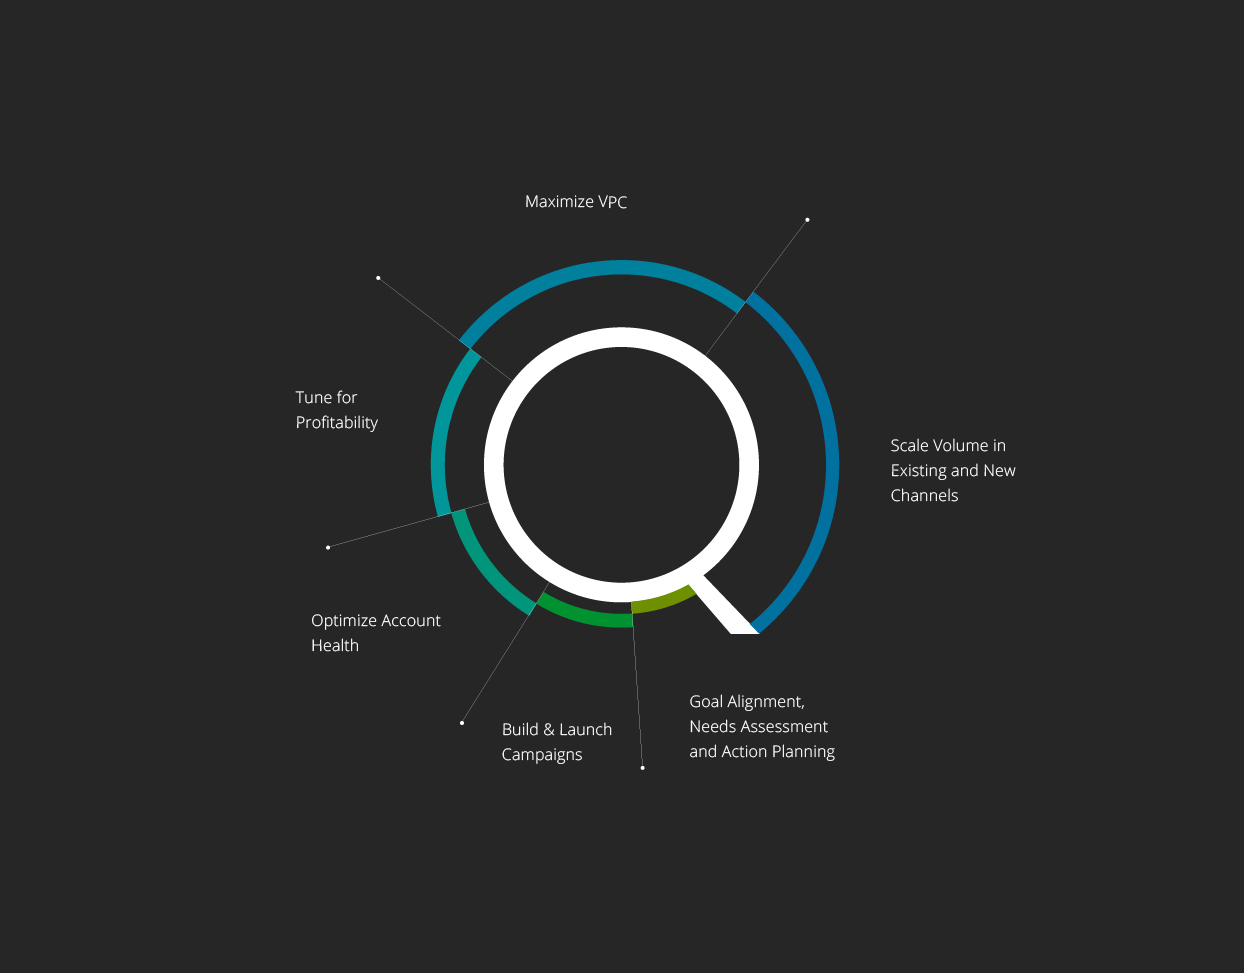 Maximize VPC
Tune for
Profitability
Scale Volume in
Existing and New
Channels
Optimize Account
Health
Build & Launch
Campaigns
Goal Alignment,
Needs Assessment
and Action Planning